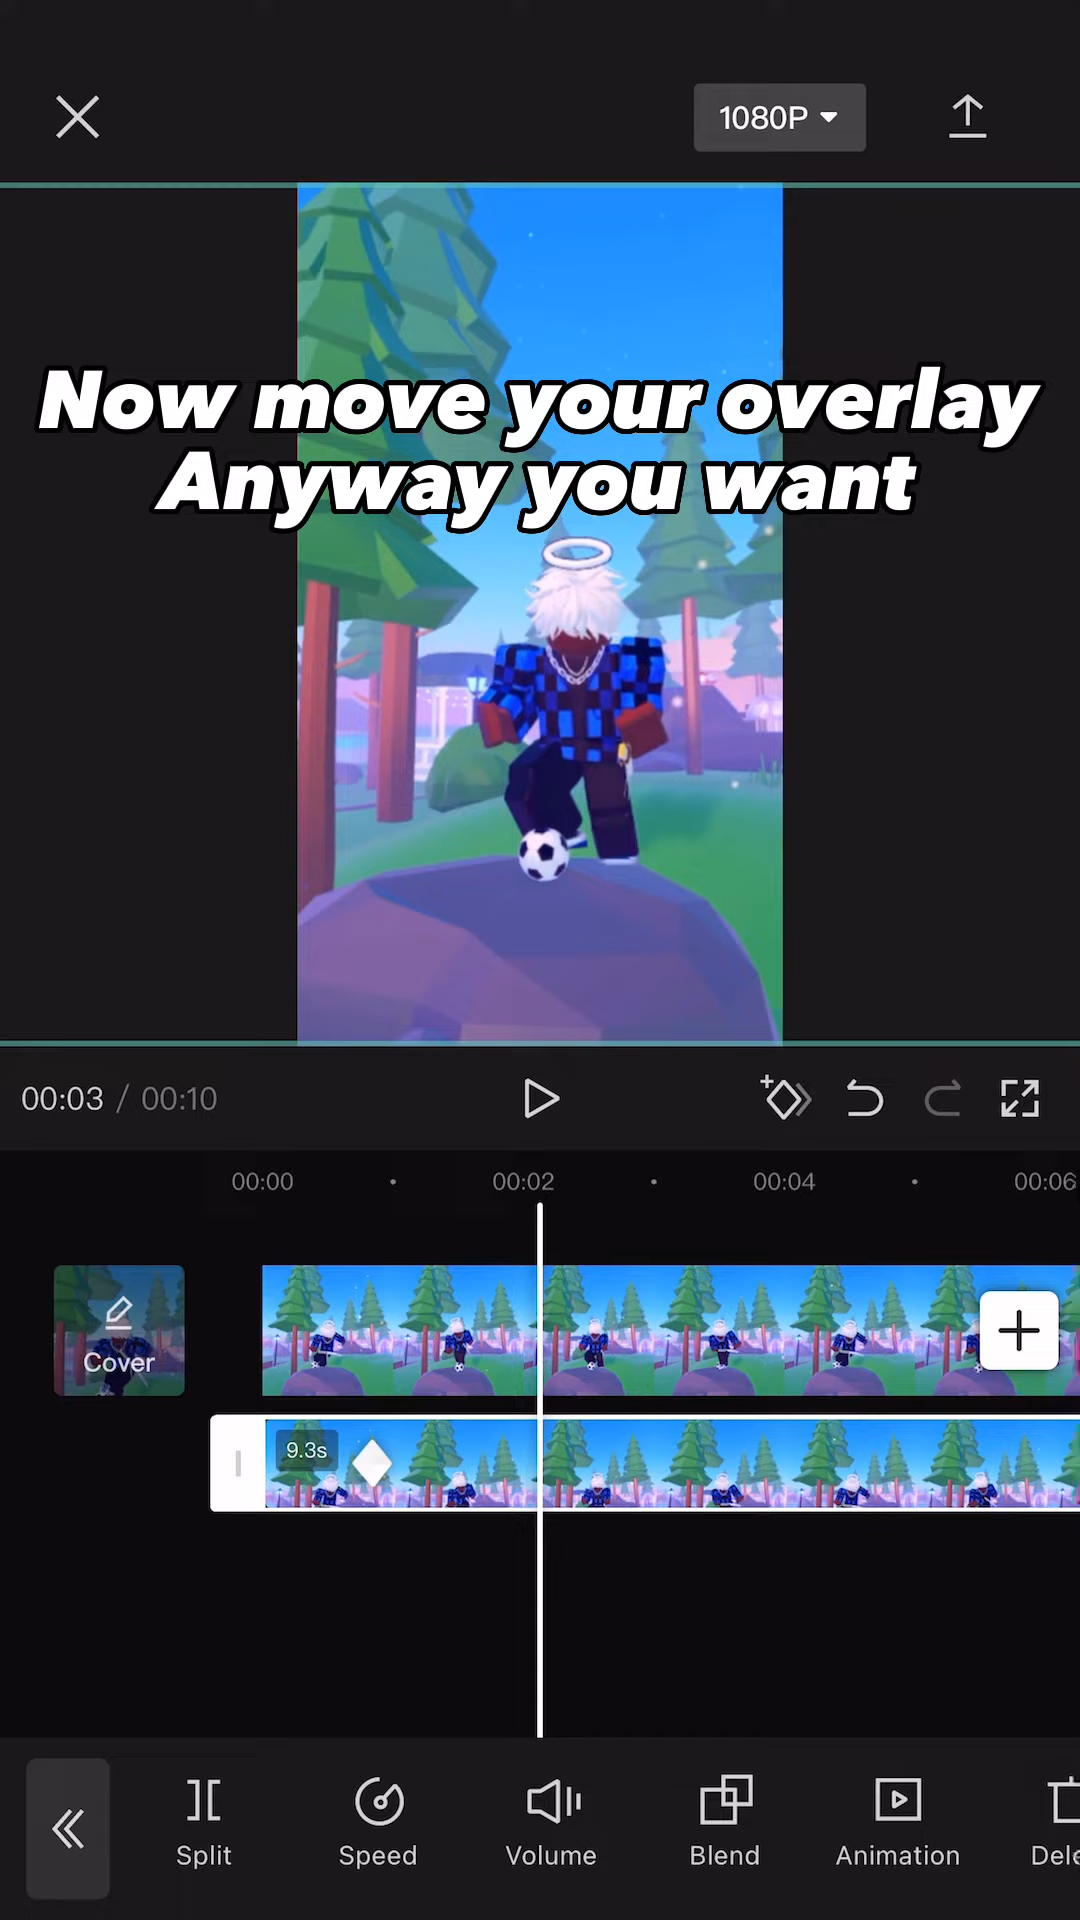 1080P
Now move your overlay
Anyway you want
00:03 / 00:10
00:00
00:02
00:04
00:06
Cover
9.3s
Split
Speed
Volume
Blend
Animation
Dele